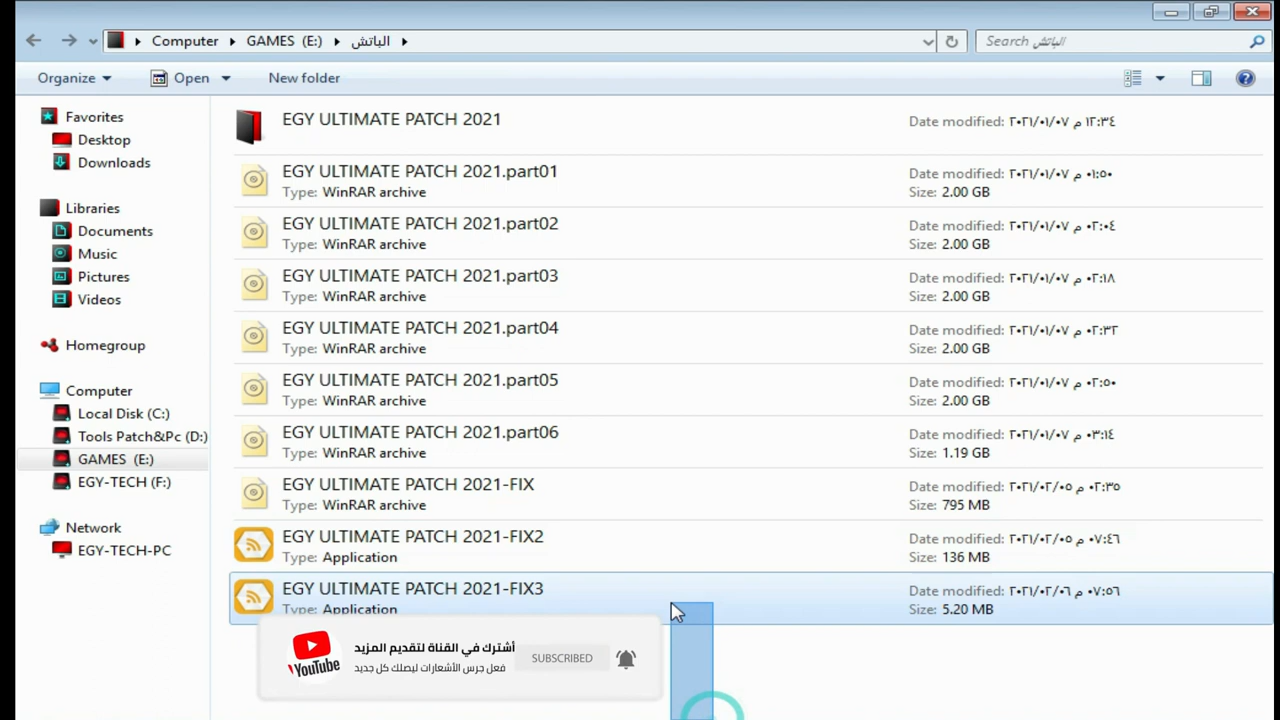 Computer
GAMES (E:)
الباتش
Search الباتش
Organize
Open
New folder
Favorites
Desktop
Downloads
Libraries
Documents
Music
Pictures
Videos
Homegroup
Computer
Local Disk (C:)
Tools Patch&Pc (D:)
GAMES (E:)
EGY-TECH (F:)
Network
EGY-TECH-PC
EGY ULTIMATE PATCH 2021
Date modified: ٢٠٢١/٠١/٠٧ م ١٢:٣٤
EGY ULTIMATE PATCH 2021.part01
Date modified: ٢٠٢١/٠١/٠٧ م ٠١:٥٠
Type: WinRAR archive
Size: 2.00 GB
EGY ULTIMATE PATCH 2021.part02
Date modified: ٢٠٢١/٠١/٠٧ م ٠٢:٠٤
Type: WinRAR archive
Size: 2.00 GB
EGY ULTIMATE PATCH 2021.part03
Date modified: ٢٠٢١/٠١/٠٧ م ٠٢:١٨
Type: WinRAR archive
Size: 2.00 GB
EGY ULTIMATE PATCH 2021.part04
Date modified: ٢٠٢١/٠١/٠٧ م ٠٢:٣٢
Type: WinRAR archive
Size: 2.00 GB
EGY ULTIMATE PATCH 2021.part05
Date modified: ٢٠٢١/٠١/٠٧ م ٠٢:٥٠
Type: WinRAR archive
Size: 2.00 GB
EGY ULTIMATE PATCH 2021.part06
Date modified: ٢٠٢١/٠١/٠٧ م ٠٣:١٤
Type: WinRAR archive
Size: 1.19 GB
EGY ULTIMATE PATCH 2021-FIX
Date modified: ٢٠٢١/٠٢/٠٥ م ٠٢:٣٥
Type: WinRAR archive
Size: 795 MB
EGY ULTIMATE PATCH 2021-FIX2
Date modified: ٢٠٢١/٠٢/٠٥ م ٠٧:٤٦
Type: Application
Size: 136 MB
EGY ULTIMATE PATCH 2021-FIX3
Date modified: ٢٠٢١/٠٢/٠٦ م ٠٧:٥٦
Type: Application
Size: 5.20 MB
YouTube
أشترك في القناة لتقديم المزيد
فعل جرس الأشعارات ليصلك كل جديد
SUBSCRIBED